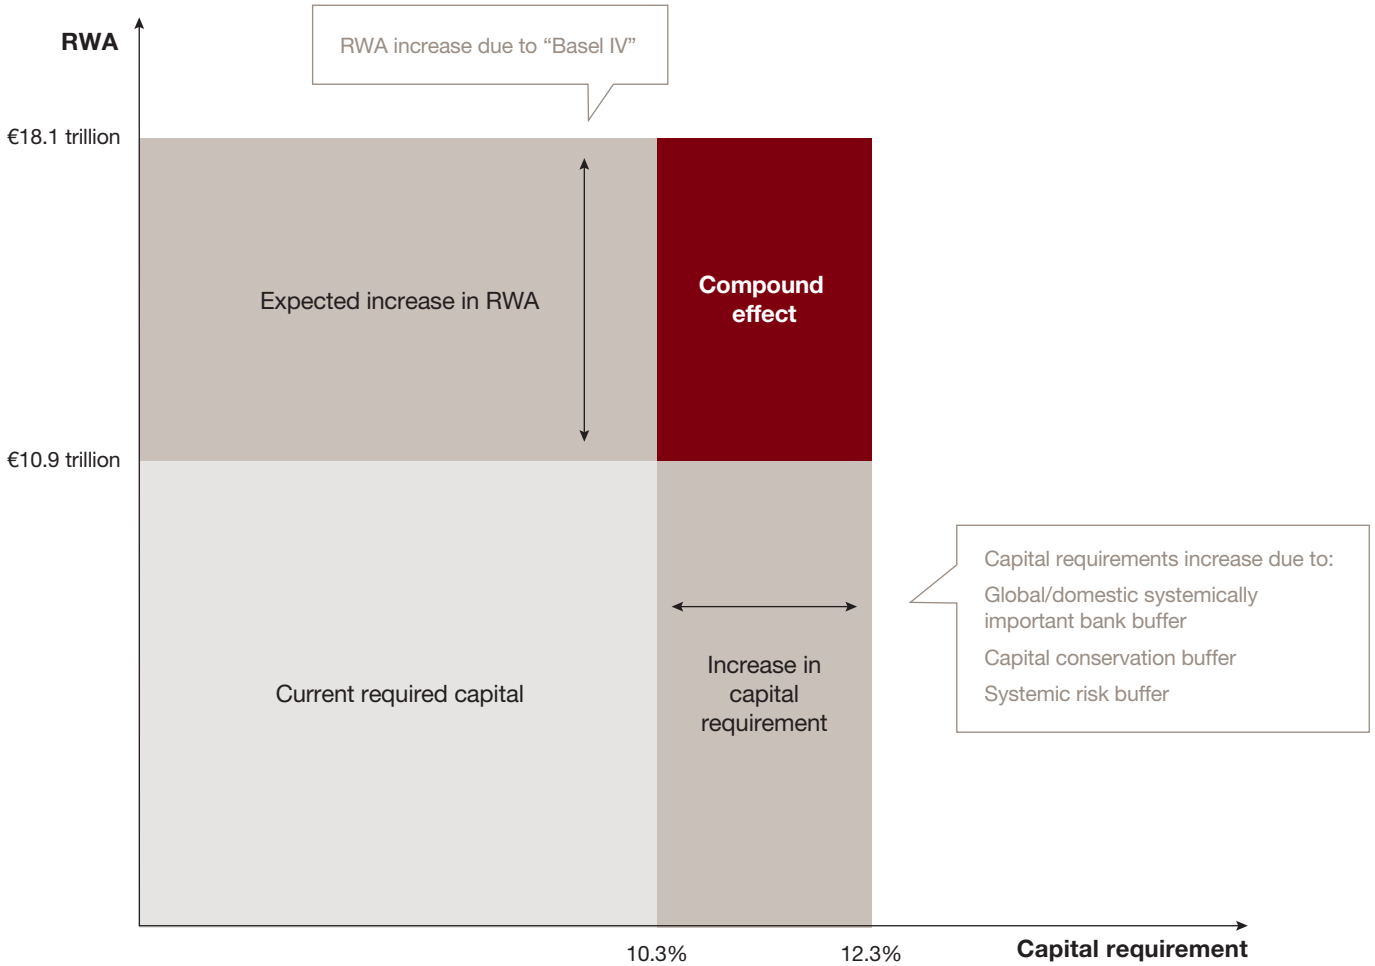 RWA
RWA increase due to “Basel IV”
€18.1 trillion
Expected increase in RWA
Compound
effect
€10.9 trillion
Current required capital
Increase in
capital
requirement
Capital requirements increase due to:
Global/domestic systemically
important bank buffer
Capital conservation buffer
Systemic risk buffer
10.3%
12.3%
Capital requirement